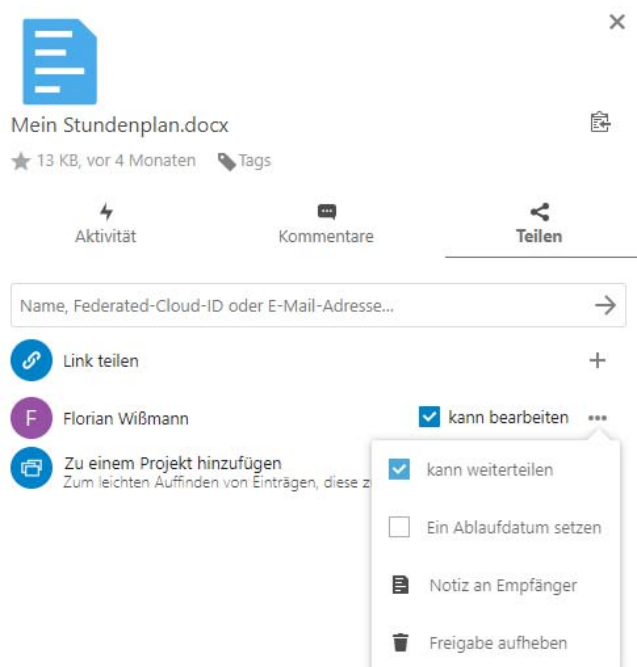 Mein Stundenplan.docx
13 KB, vor 4 Monaten Tags
Aktivität Kommentare Teilen
Name, Federated-Cloud-ID oder E-Mail-Adresse...
Link teilen
F Florian Wißmann kann bearbeiten
Zu einem Projekt hinzufügen
Zum leichten Auffinden von Einträgen, diese z
kann weiterteilen
Ein Ablaufdatum setzen
Notiz an Empfänger
Freigabe aufheben